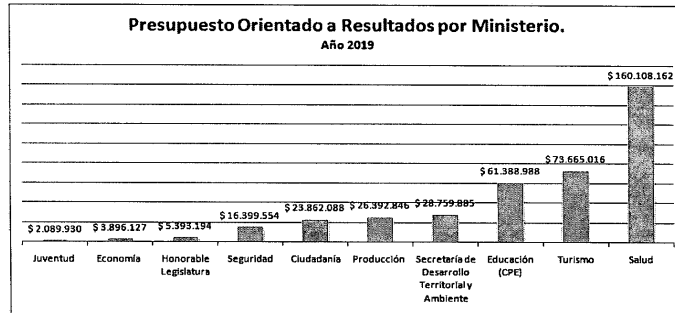 Presupuesto Orientado a Resultados por Ministerio.
Año 2019
$ 2.089.930
$ 3.896.127
$ 5.393.194
$ 16.399.554
$ 23.862.088
$ 26.392.846
$ 28.759.885
$ 61.388.988
$ 73.665.016
$ 160.108.162
Juventud
Economía
Honorable
Legislatura
Seguridad
Ciudadanía
Producción
Secretaría de
Desarrollo
Territorial y
Ambiente
Educación
(CPE)
Turismo
Salud